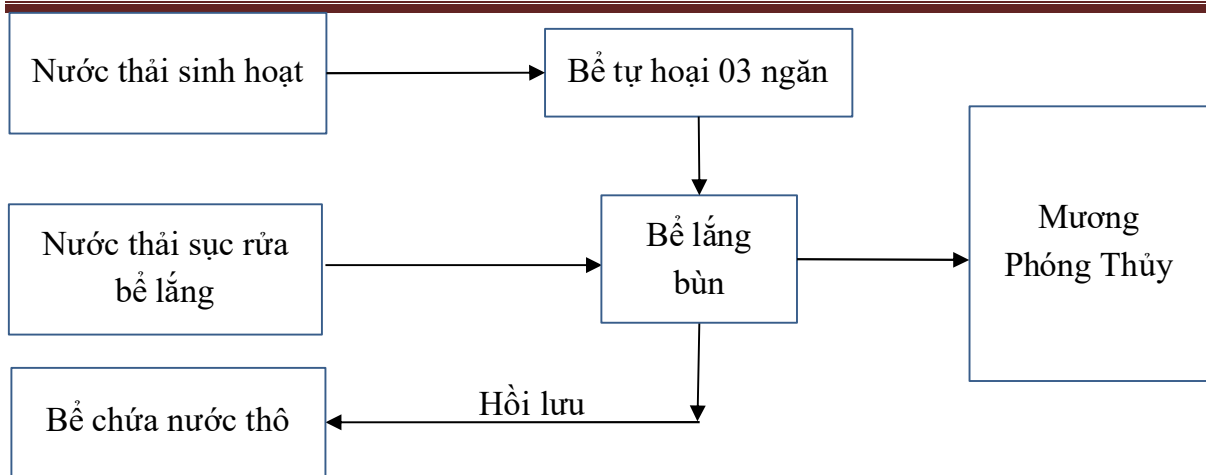 Nước thải sinh hoạt
Bể tự hoại 03 ngăn
Nước thải sục rửa
bể lắng
Bể lắng
bùn
Mương
Phóng Thủy
Bể chứa nước thô
Hồi lưu